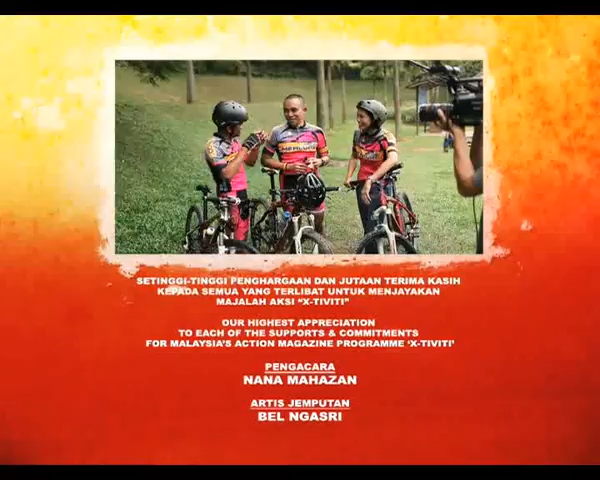 SETINGGI-TINGGI PENGHARGAAN DAN JUTAAN TERIMA KASIH
KEPADA SEMUA YANG TERLIBAT UNTUK MENJAYAKAN
MAJALAH AKSI "X-TIVITI"
OUR HIGHEST APPRECIATION
TO EACH OF THE SUPPORTS & COMMITMENTS
FOR MALAYSIA'S ACTION MAGAZINE PROGRAMME 'X-TIVITI'
PENGACARA
NANA MAHAZAN
ARTIS JEMPUTAN
BEL NGASRI